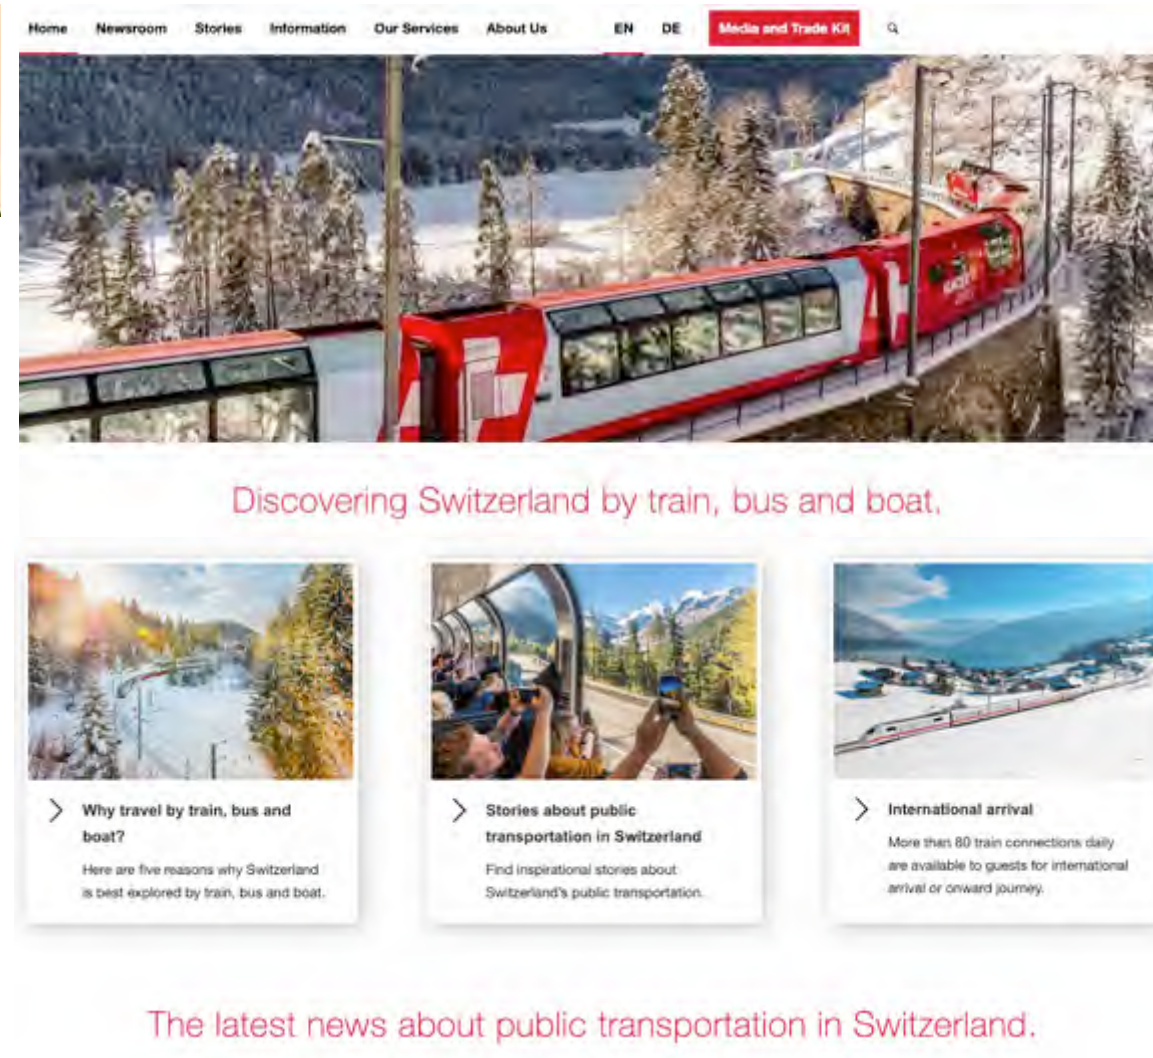 Home Newsroom Stories Information Our Services About Us EN DE Media and Trade Kit
Discovering Switzerland by train, bus and boat.
Why travel by train, bus and
boat?
Here are five reasons why Switzerland
is best explored by train, bus and boat.
Stories about public
transportation in Switzerland
Find inspirational stories about
Switzerland's public transportation.
International arrival
More than 80 train connections daily
are available to guests for international
arrival or onward journey.
The latest news about public transportation in Switzerland.